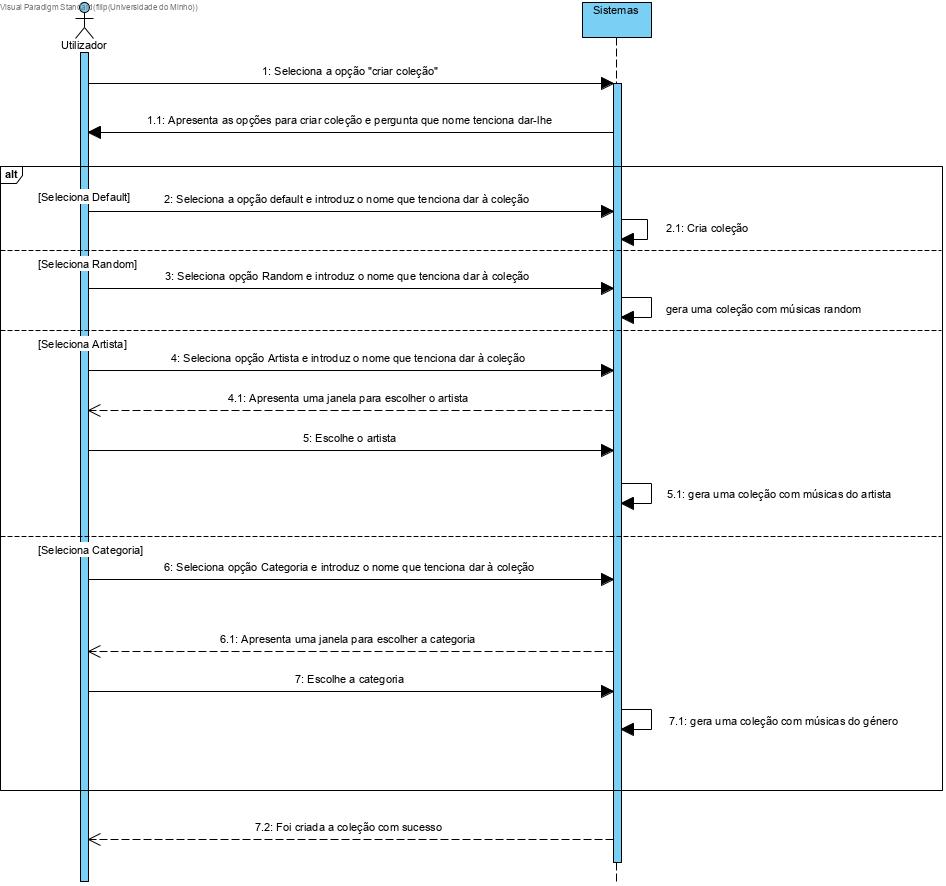 Visual Paradigm Standard(filip(Universidade do Minho))
Utilizador
Sistemas
1: Seleciona a opção "criar coleção"
1.1: Apresenta as opções para criar coleção e pergunta que nome tenciona dar-lhe
alt
[Seleciona Default]
2: Seleciona a opção default e introduz o nome que tenciona dar à coleção
2.1: Cria coleção
[Seleciona Random]
3: Seleciona opção Random e introduz o nome que tenciona dar à coleção
gera uma coleção com músicas random
[Seleciona Artista]
4: Seleciona opção Artista e introduz o nome que tenciona dar à coleção
4.1: Apresenta uma janela para escolher o artista
5: Escolhe o artista
5.1: gera uma coleção com músicas do artista
[Seleciona Categoria]
6: Seleciona opção Categoria e introduz o nome que tenciona dar à coleção
6.1: Apresenta uma janela para escolher a categoria
7: Escolhe a categoria
7.1: gera uma coleção com músicas do género
7.2: Foi criada a coleção com sucesso